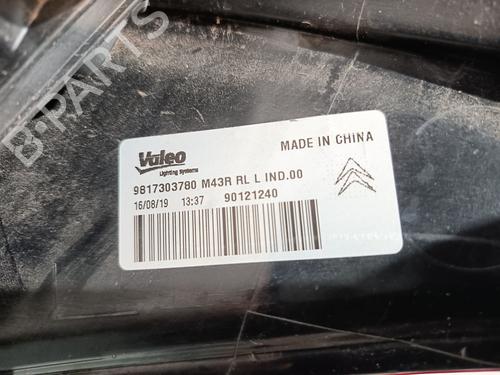 B-PARTS
Valeo
Lighting Systems
MADE IN CHINA
9817303780 M43R RL L IND.00
16/08/19 13:37 90121240